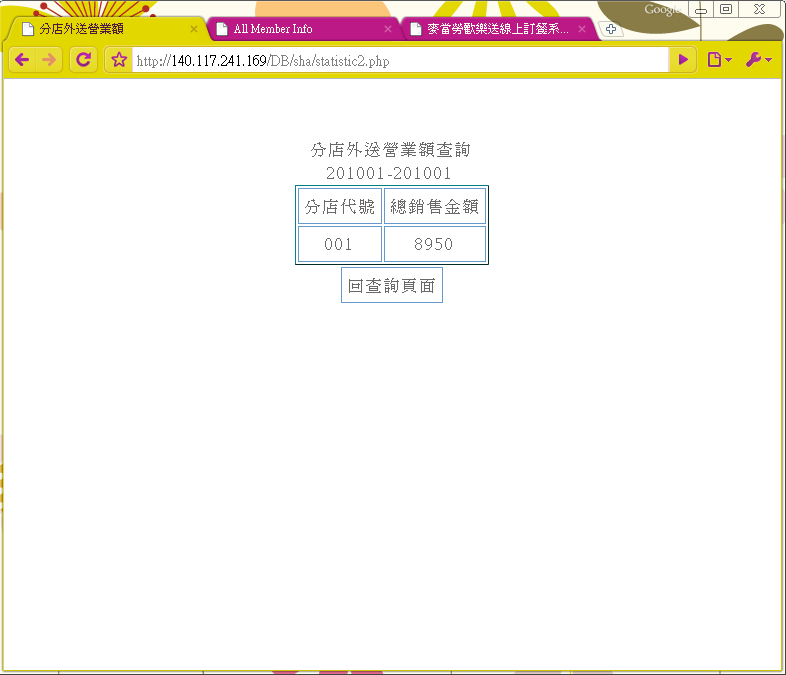 Google
分店外送營業額
All Member Info
麥當勞歡樂送線上訂餐系...
http://140.117.241.169/DB/sha/statistic2.php
分店外送營業額查詢
201001-201001
分店代號 總銷售金額
001 8950
回查詢頁面